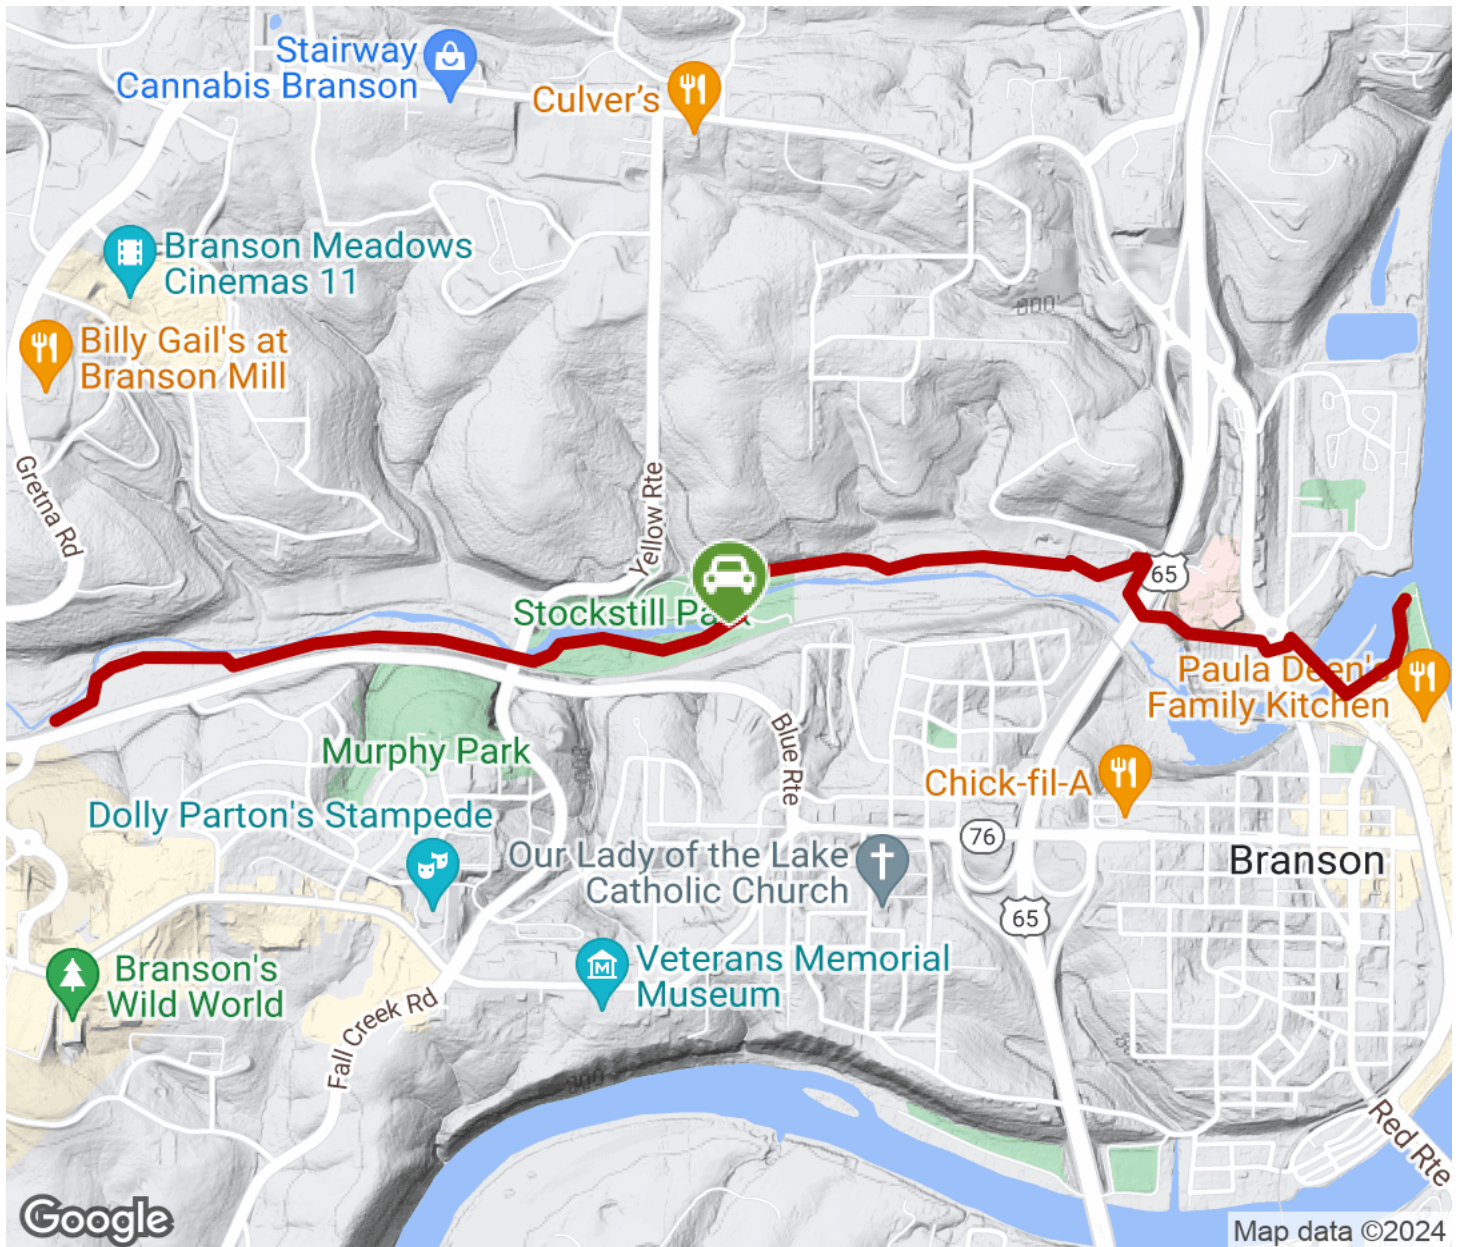 Stairway
Cannabis Branson
Culver's
Branson Meadows
Cinemas 11
800'
Billy Gail's at
Branson Mill
Gretna Rd
Yellow Rte
65
Stockstill Park
Paula Deen's
Family Kitchen
Murphy Park
Blue Rte
Chick-fil-A
Dolly Parton's Stampede
76
Our Lady of the Lake
Catholic Church
Branson
65
Veterans Memorial
Museum
M
Branson's
Wild World
Fall Creek Rd
800
Red Rte
Google
Map data ©2024